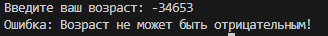 Введите ваш возраст: -34653
Ошибка: Возраст не может быть отрицательным!